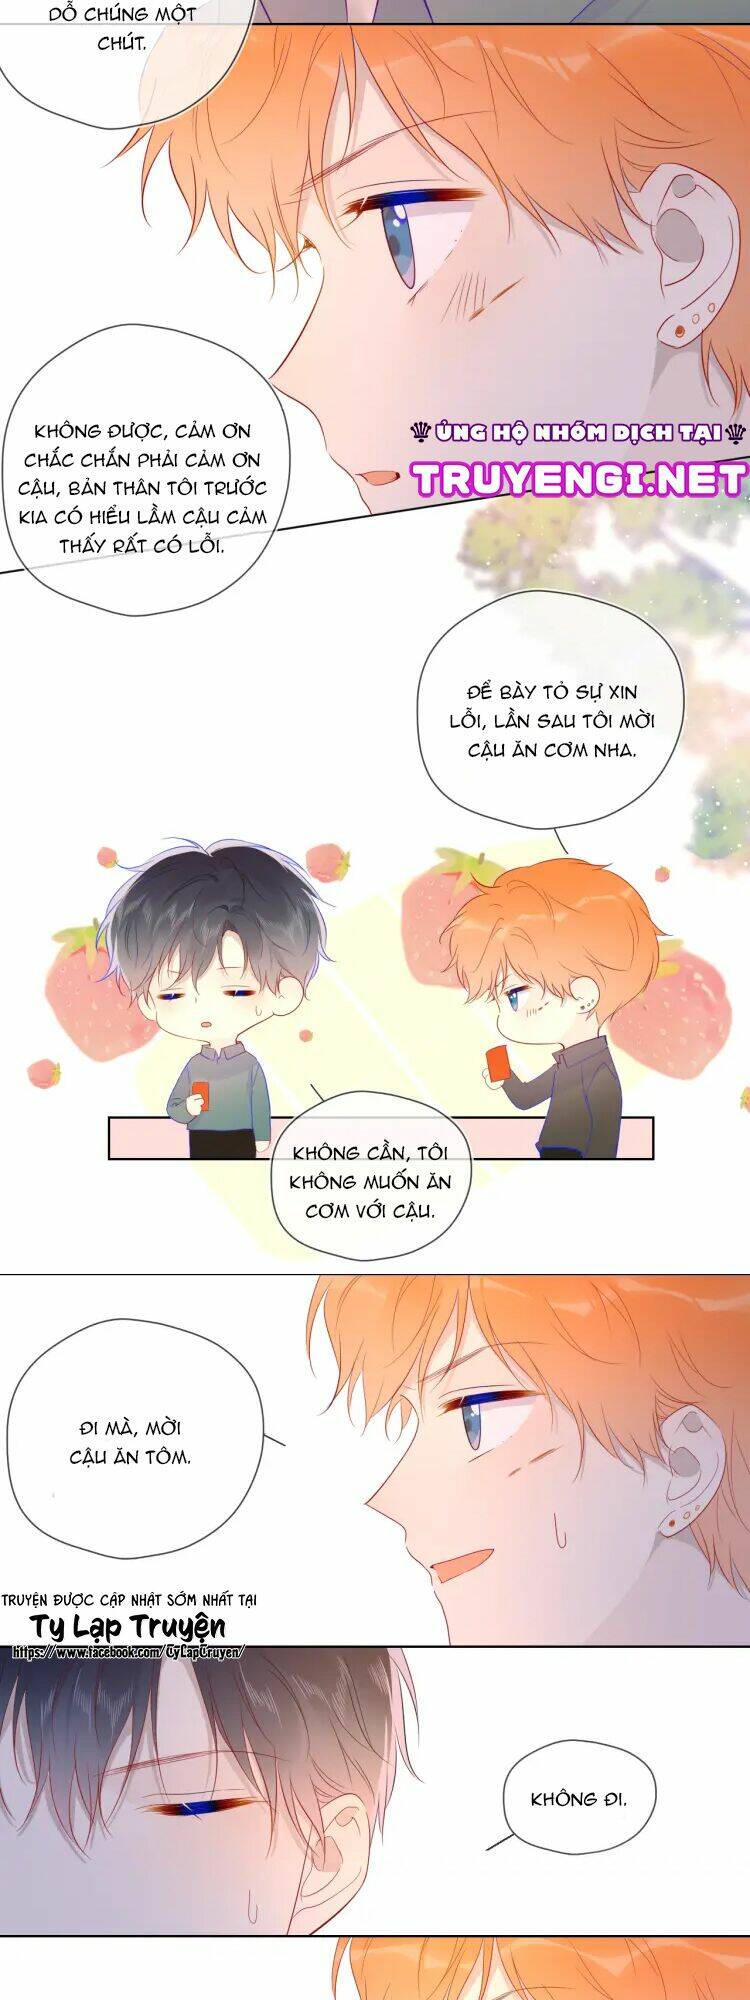 DỖ CHÚNG MỘT
CHÚT.
KHÔNG ĐƯỢC, CẢM ƠN
CHẮC CHẮN PHẢI CẢM ƠN
CẬU, BẢN THÂN TÔI TRƯỚC
KIA CÓ HIỂU LẦM CẬU CẢM
THẤY RẤT CÓ LỖI.
ỦNG HỘ NHÓM DỊCH TẠI
TRUYENGI.NET
ĐỂ BÀY TỎ SỰ XIN
LỖI, LẦN SAU TÔI MỜI
CẬU ĂN CƠM NHA.
KHÔNG CẦN, TÔI
KHÔNG MUỐN ĂN
CƠM VỚI CẬU.
ĐI MÀ, MỜI
CẬU ĂN TÔM.
TRUYỆN ĐƯỢC CẬP NHẬT SỚM NHẤT TẠI
Tỵ Lạp Truyện
https://www.facebook.com/TyLapTruyen/
KHÔNG ĐI.